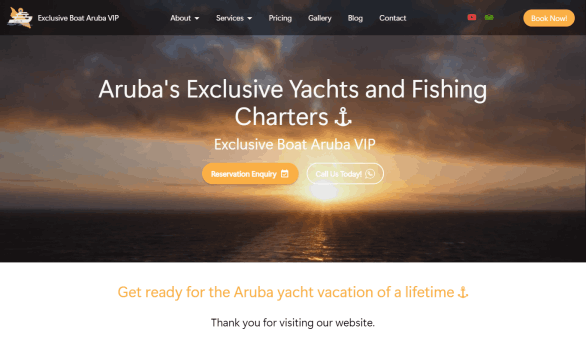 Exclusive Boat Aruba VIP
About
Services
Pricing
Gallery
Blog
Contact
Book Now!
Aruba's Exclusive Yachts and Fishing
Charters
Exclusive Boat Aruba VIP
Reservation Enquiry
Call Us Today!
Get ready for the Aruba yacht vacation of a lifetime
Thank you for visiting our website.